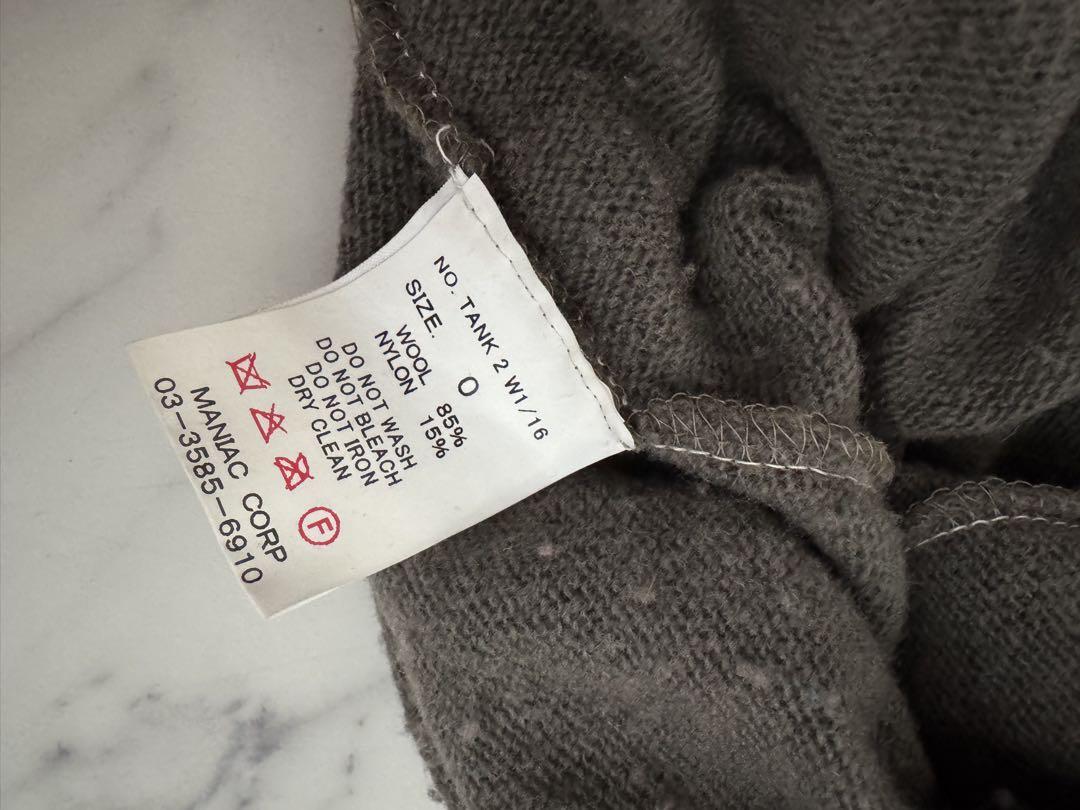 NO. TANK 2 W1/16
SIZE. 0
WOOL 85%
NYLON 15%
DO NOT WASH
DO NOT BLEACH
DO NOT IRON
DRY CLEAN
F
MANIAC CORP
03-3585-6910